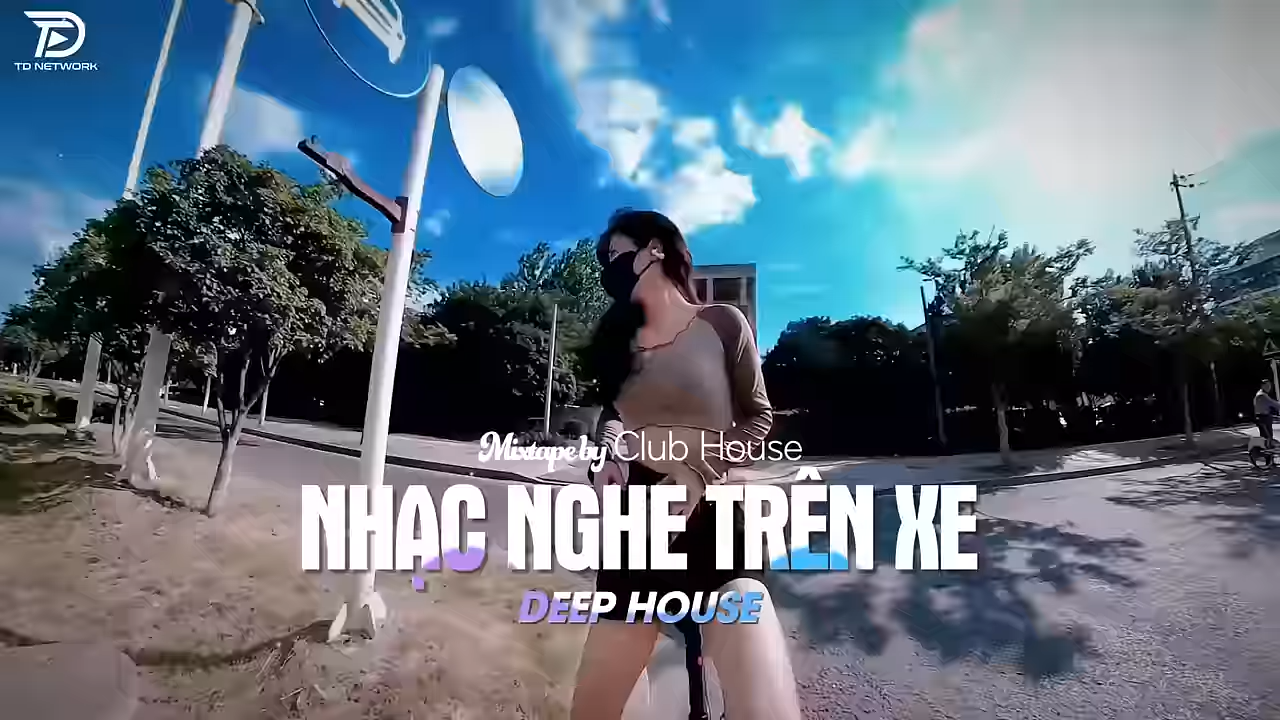 TD NETWORK
Mixtape by Club House
NHẠC NGHE TRÊN XE
DEEP HOUSE